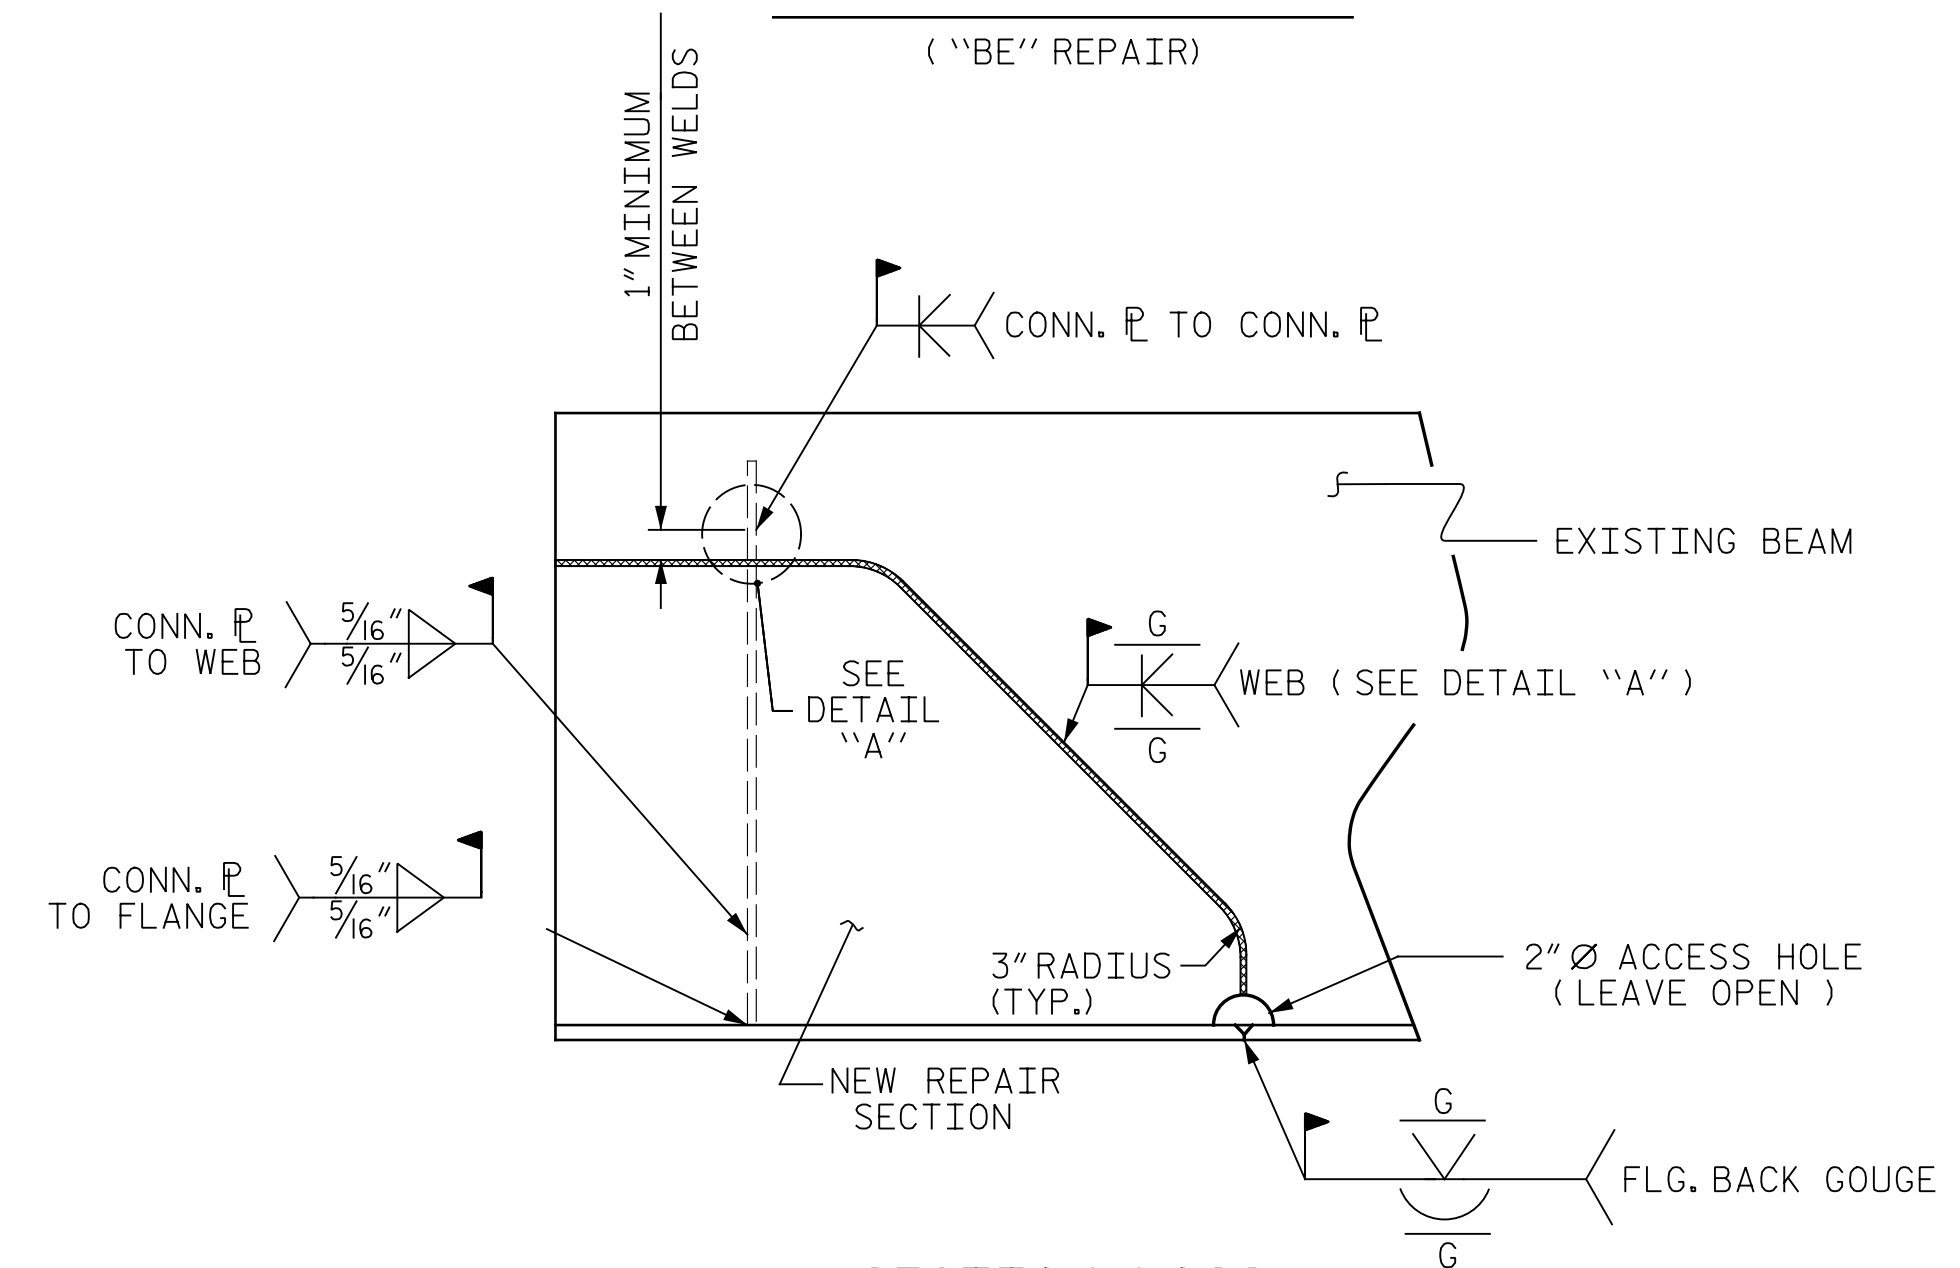 ( ``BE'' REPAIR)
1" MINIMUM
BETWEEN WELDS
CONN. ⅊ TO CONN. ⅊
EXISTING BEAM
CONN. ⅊
TO WEB
5/16"
5/16"
SEE
DETAIL
``A''
G
WEB ( SEE DETAIL ``A'' )
G
CONN. ⅊
TO FLANGE
5/16"
5/16"
3" RADIUS
(TYP.)
2" Ø ACCESS HOLE
( LEAVE OPEN )
NEW REPAIR
SECTION
G
FLG. BACK GOUGE
G